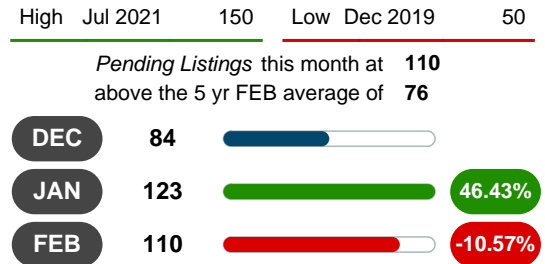 High Jul 2021 150 Low Dec 2019 50
Pending Listings this month at 110
above the 5 yr FEB average of 76
DEC 84
JAN 123 46.43%
FEB 110 -10.57%